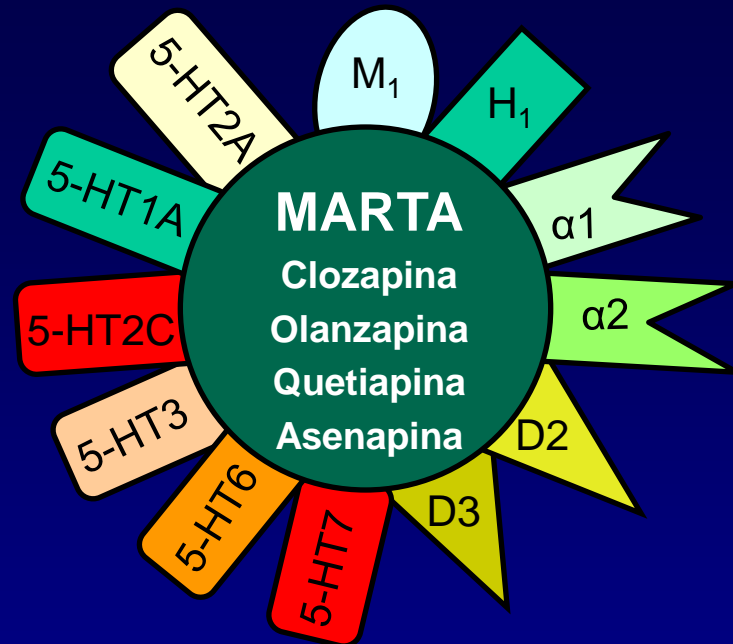 5-HT2A
M₁
H₁
5-HT1A
α1
5-HT2C
α2
5-HT3
D2
5-HT6
D3
5-HT7
MARTA
Clozapina
Olanzapina
Quetiapina
Asenapina